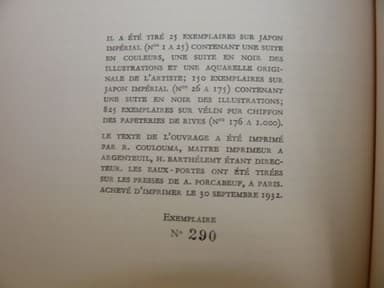 IL A ÉTÉ TIRÉ 25 EXEMPLAIRES SUR JAPON
IMPÉRIAL (Nos 1 A 25) CONTENANT UNE SUITE
EN COULEURS, UNE SUITE EN NOIR DES
ILLUSTRATIONS ET UNE AQUARELLE ORIGI-
NALE DE L'ARTISTE; 150 EXEMPLAIRES SUR
JAPON IMPÉRIAL (Nos 26 A 175) CONTENANT
UNE SUITE EN NOIR DES ILLUSTRATIONS;
825 EXEMPLAIRES SUR VÉLIN PUR CHIFFON
DES PAPETERIES DE RIVES (Nos 176 A 1.000).
LE TEXTE DE L'OUVRAGE A ÉTÉ IMPRIMÉ
PAR R. COULOUMA, MAITRE IMPRIMEUR A
ARGENTEUIL, H. BARTHÉLEMY ÉTANT DIREC-
TEUR. LES EAUX-FORTES ONT ÉTÉ TIRÉES
SUR LES PRESSES DE A. PORCABEUF, A PARIS.
ACHEVÉ D'IMPRIMER LE 30 SEPTEMBRE 1932.
EXEMPLAIRE
No 290